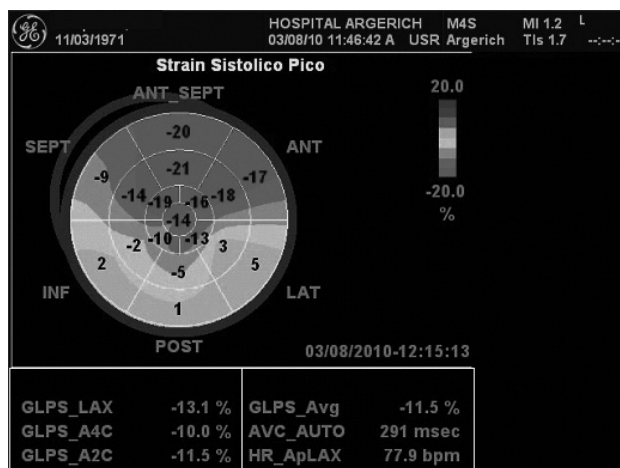 HOSPITAL ARGERICH M4S MI 1.2 L
11/03/1971 03/08/10 11:46:42 A USR Argerich TIs 1.7 --:--:--
Strain Sistolico Pico
ANT_SEPT
20.0
SEPT
ANT
-20
-21
-9
-17
-14
-19
-16
-18
-20.0
%
-14
-10
-13
-2
3
2
5
-5
1
INF
LAT
POST
03/08/2010-12:15:13
GLPS_LAX -13.1 % GLPS_Avg -11.5 %
GLPS_A4C -10.0 % AVC_AUTO 291 msec
GLPS_A2C -11.5 % HR_ApLAX 77.9 bpm